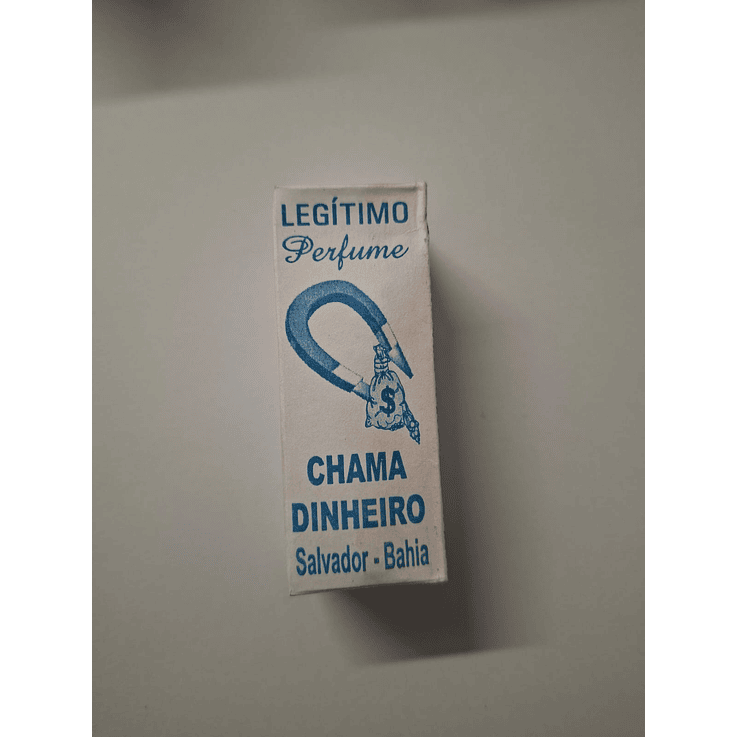 LEGÍTIMO
Perfume
$
CHAMA
DINHEIRO
Salvador - Bahia